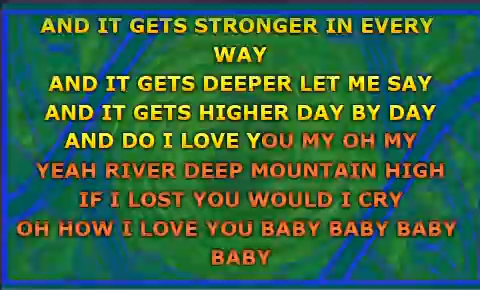 AND IT GETS STRONGER IN EVERY
WAY
AND IT GETS DEEPER LET ME SAY
AND IT GETS HIGHER DAY BY DAY
AND DO I LOVE YOU MY OH MY
YEAH RIVER DEEP MOUNTAIN HIGH
IF I LOST YOU WOULD I CRY
OH HOW I LOVE YOU BABY BABY BABY
BABY